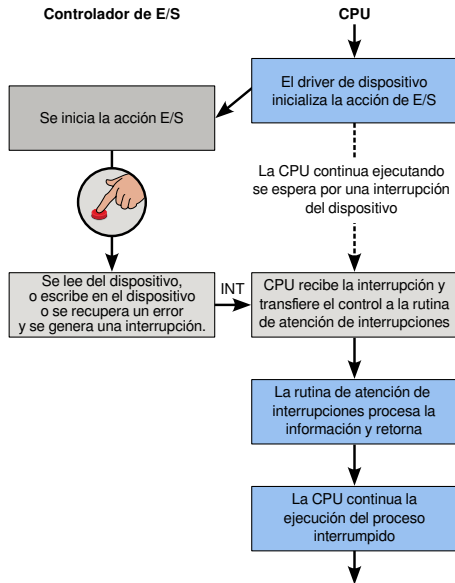 Controlador de E/S
CPU
El driver de dispositivo
inicializa la acción de E/S
Se inicia la acción E/S
La CPU continua ejecutando
se espera por una interrupción
del dispositivo
Se lee del dispositivo,
o escribe en el dispositivo
o se recupera un error
y se genera una interrupción.
INT
CPU recibe la interrupción y
transfiere el control a la rutina
de atención de interrupciones
La rutina de atención de
interrupciones procesa la
información y retorna
La CPU continua la
ejecución del proceso
interrumpido